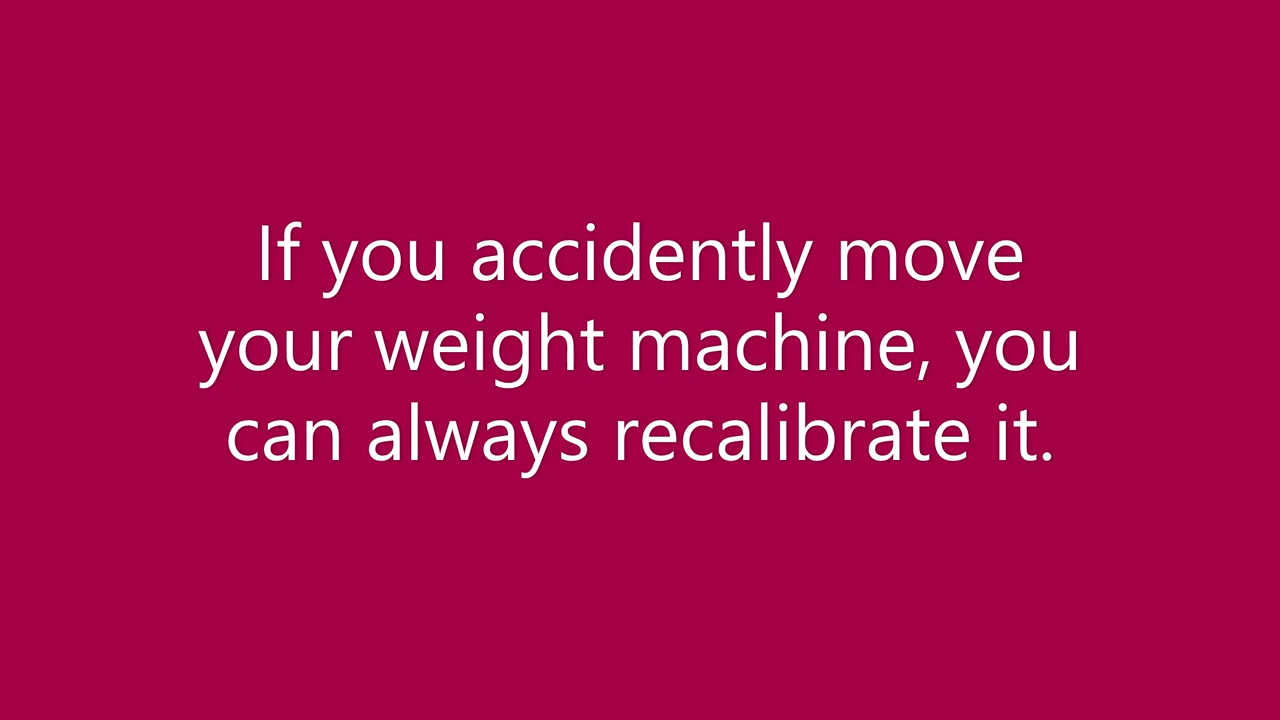 If you accidently move
your weight machine, you
can always recalibrate it.